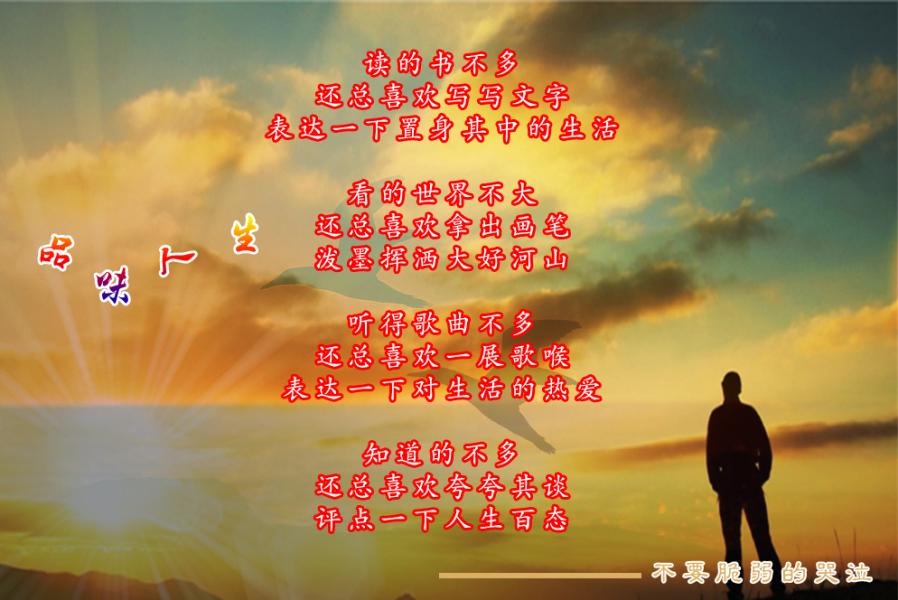 读的书不多
还总喜欢写写文字
表达一下置身其中的生活
看的世界不大
还总喜欢拿出画笔
泼墨挥洒大好河山
品味人生
听得歌曲不多
还总喜欢一展歌喉
表达一下对生活的热爱
知道的不多
还总喜欢夸夸其谈
评点一下人生百态
不要脆弱的哭泣